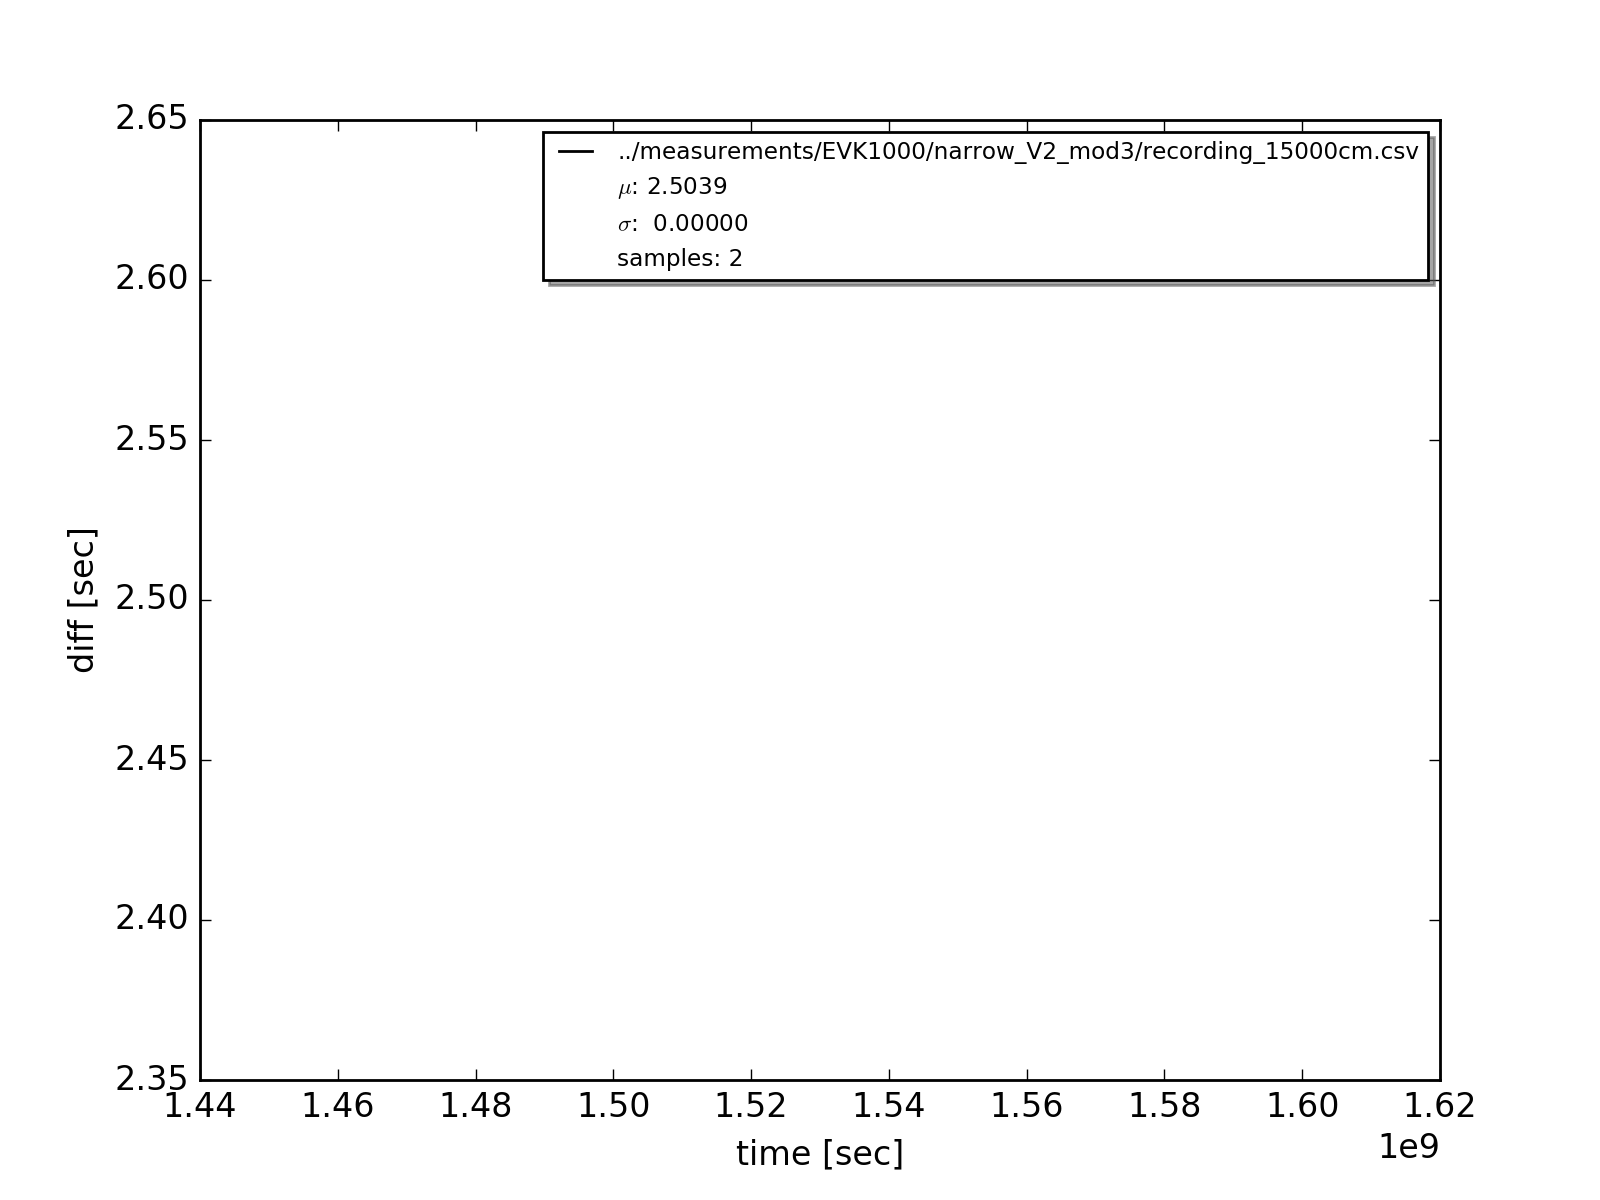 2.65
../measurements/EVK1000/narrow_V2_mod3/recording_15000cm.csv
μ: 2.5039
σ: 0.00000
samples: 2
2.60
2.55
2.50
2.45
2.40
2.35
diff [sec]
1.44 1.46 1.48 1.50 1.52 1.54 1.56 1.58 1.60 1.62
1e9
time [sec]